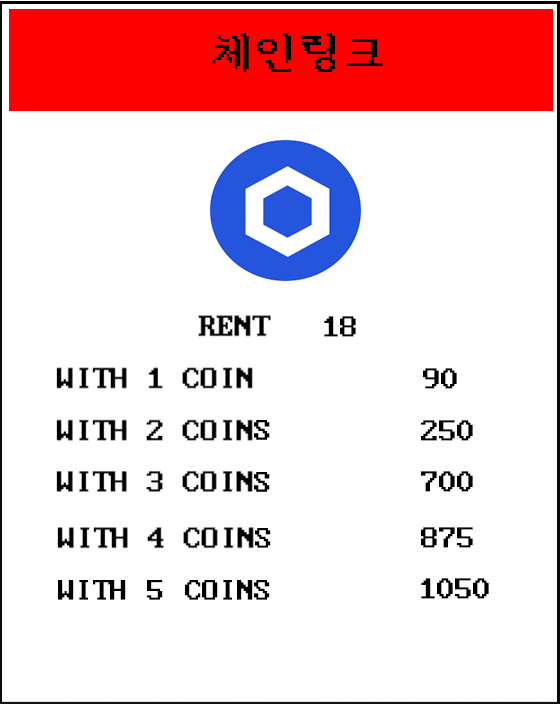 체인링크
RENT 18
WITH 1 COIN 90
WITH 2 COINS 250
WITH 3 COINS 700
WITH 4 COINS 875
WITH 5 COINS 1050